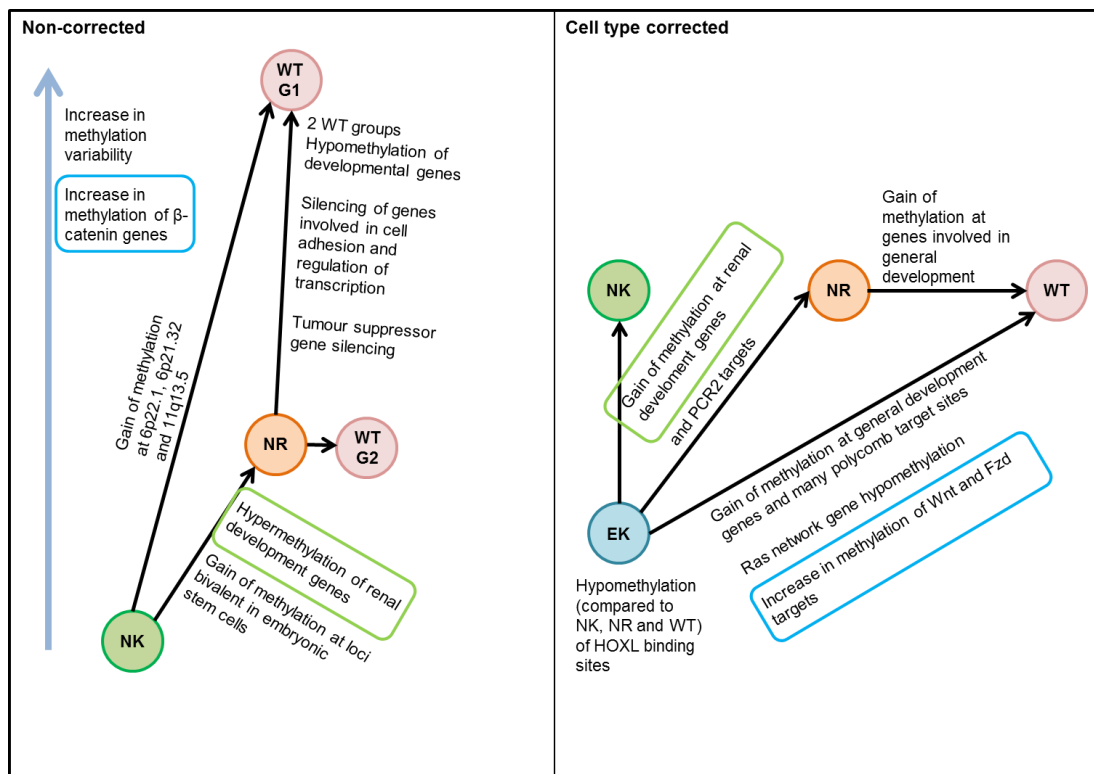 Non-corrected
WT
G1
Increase in
methylation
variability
Increase in
methylation of β-
catenin genes
2 WT groups
Hypomethylation of
developmental genes
Silencing of genes
involved in cell
adhesion and
regulation of
transcription
Tumour suppressor
gene silencing
Gain of methylation
at 6p22.1, 6p21.32
and 11q13.5
NR
WT
G2
Hypermethylation of renal
development genes
Gain of methylation at loci
bivalent in embryonic
stem cells
NK
Cell type corrected
NK
Gain of methylation at renal
develoment genes
and PCR2 targets
NR
Gain of
methylation at
genes involved in
general
development
WT
EK
Gain of methylation at general development
genes and many polycomb target sites
Ras network gene hypomethylation
Increase in methylation of Wnt and Fzd
targets
Hypomethylation
(compared to
NK, NR and WT)
of HOXL binding
sites